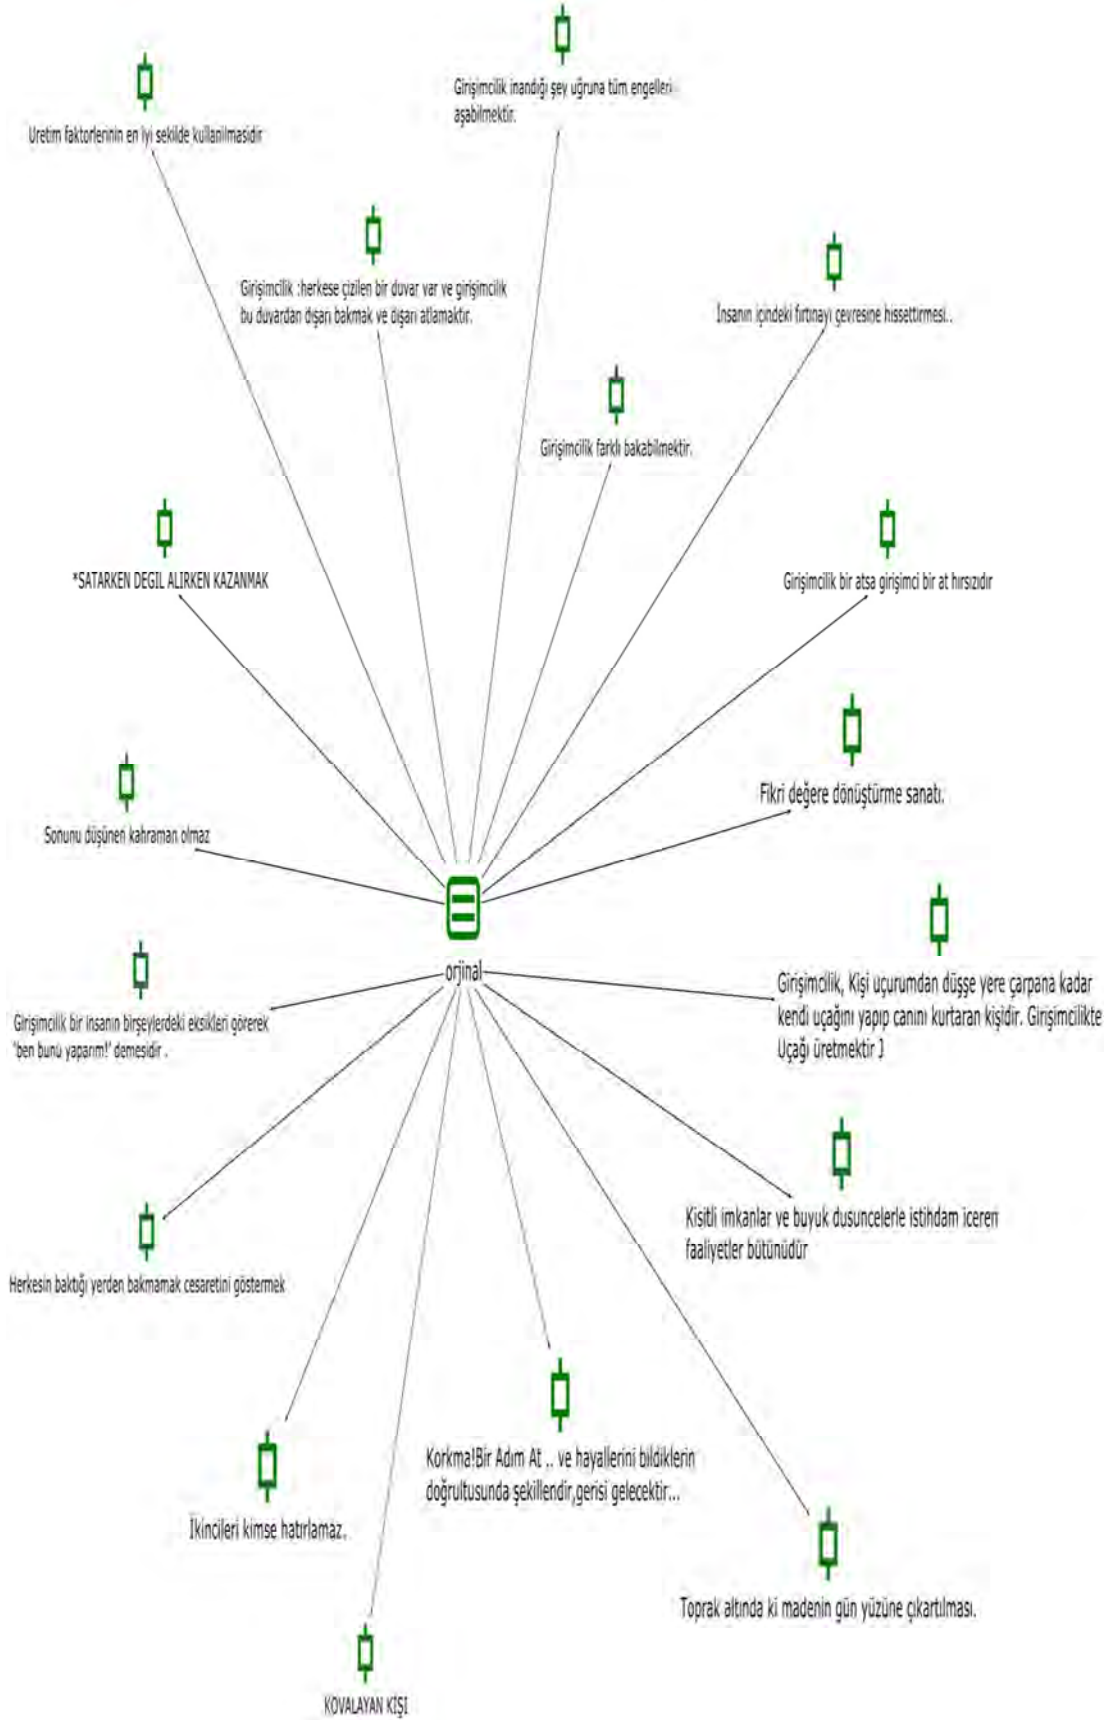 Girişimcilik inandığı şey uğruna tüm engelleri
aşabilmektir.
Uretim faktorlerinin en iyi sekilde kullanilmasidir
Girişimcilik :herkese çizilen bir duvar var ve girişimcilik
bu duvardan dışarı bakmak ve dışarı atlamaktır.
İnsanın içindeki fırtınayı çevresine hissettirmesi..
Girişimcilik farklı bakabilmektir.
*SATARKEN DEGIL ALIRKEN KAZANMAK
Girişimcilik bir atsa girişimci bir at hırsızıdır
Fikri değere dönüştürme sanatı.
Sonunu düşünen kahraman olmaz
orjinal
Girişimcilik, Kişi uçurumdan düşşe yere çarpana kadar
kendi uçağını yapıp canını kurtaran kişidir. Girişimcilikte
Uçağı üretmektir J
Girişimcilik bir insanın birşeylerdeki eksikleri görerek
'ben bunu yaparım!' demesidir .
Kisitli imkanlar ve buyuk dusuncelerle istihdam iceren
faaliyetler bütünüdür
Herkesin baktığı yerden bakmamak cesaretini göstermek
Korkma!Bir Adım At .. ve hayallerini bildiklerin
doğrultusunda şekillendir,gerisi gelecektir...
İkincileri kimse hatırlamaz.
Toprak altında ki madenin gün yüzüne çıkartılması.
KOVALAYAN KİŞİ